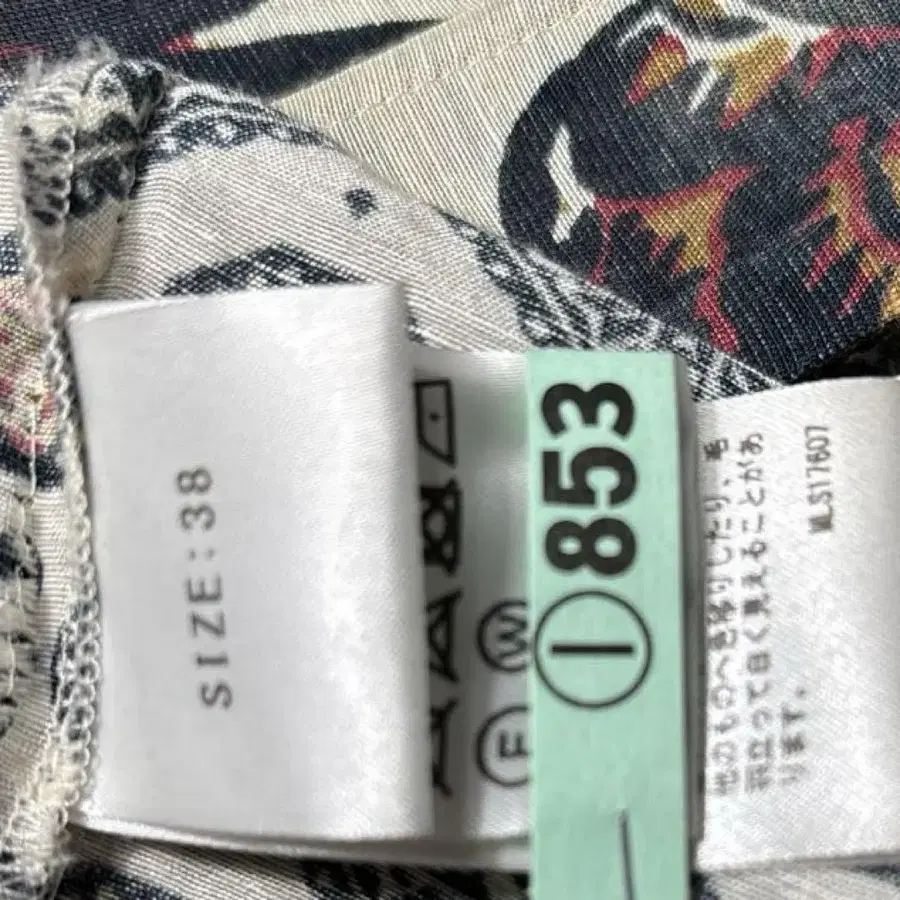 SIZE:38
W
F
853
他のものへ色移りしたり、毛
羽立って白く見えることがあ
ります。
WLS17607